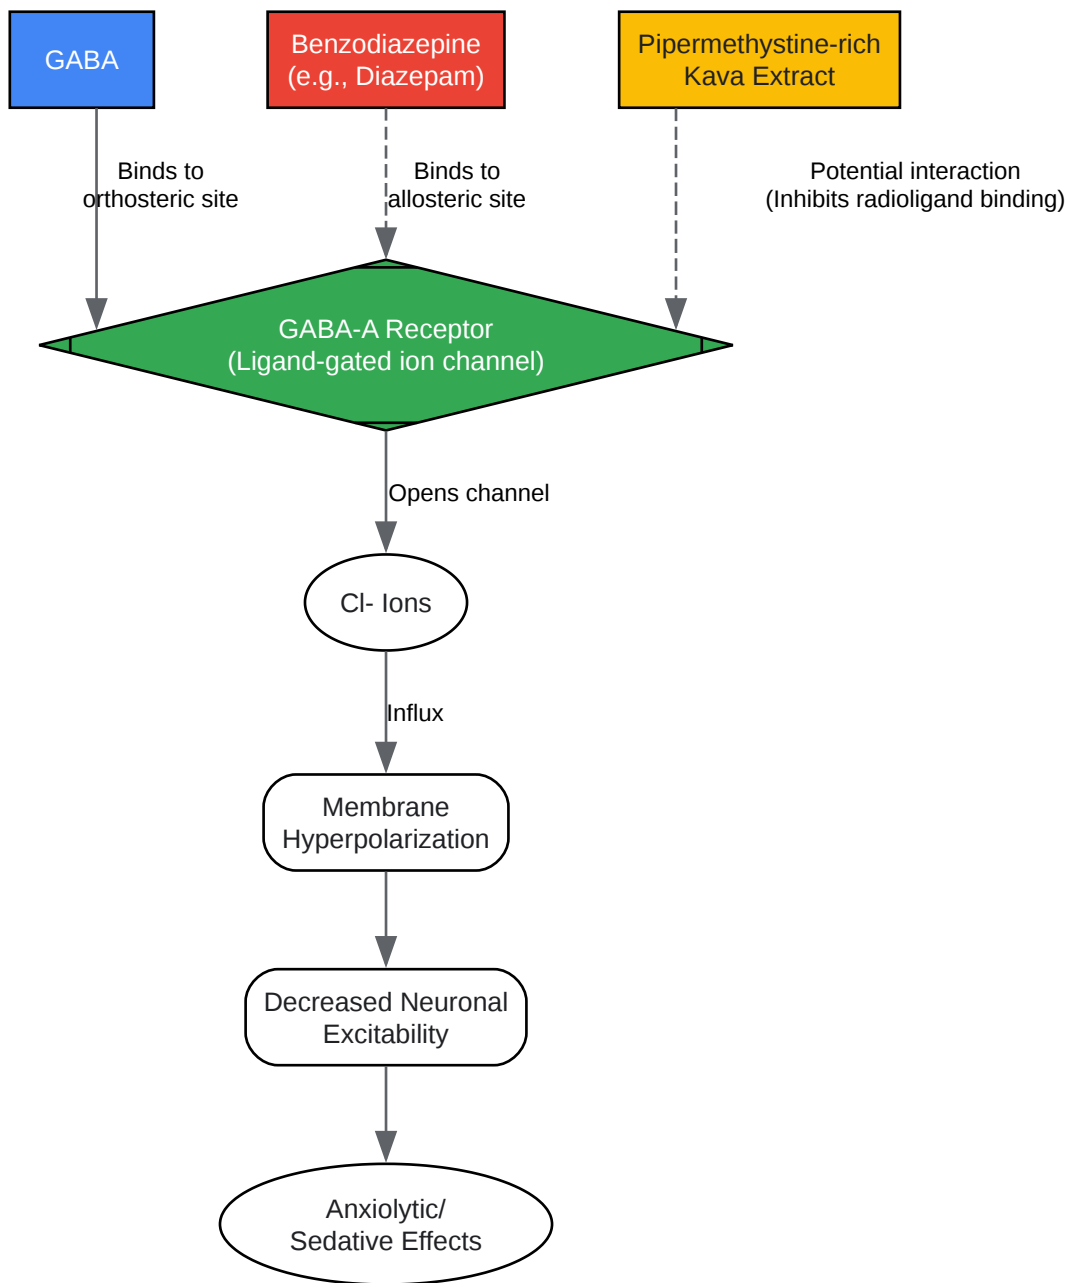 GABA
Benzodiazepine
(e.g., Diazepam)
Pipermethystine-rich
Kava Extract
Binds to
orthosteric site
Binds to
allosteric site
Potential interaction
(Inhibits radioligand binding)
GABA-A Receptor
(Ligand-gated ion channel)
Opens channel
Cl- Ions
Influx
Membrane
Hyperpolarization
Decreased Neuronal
Excitability
Anxiolytic/
Sedative Effects